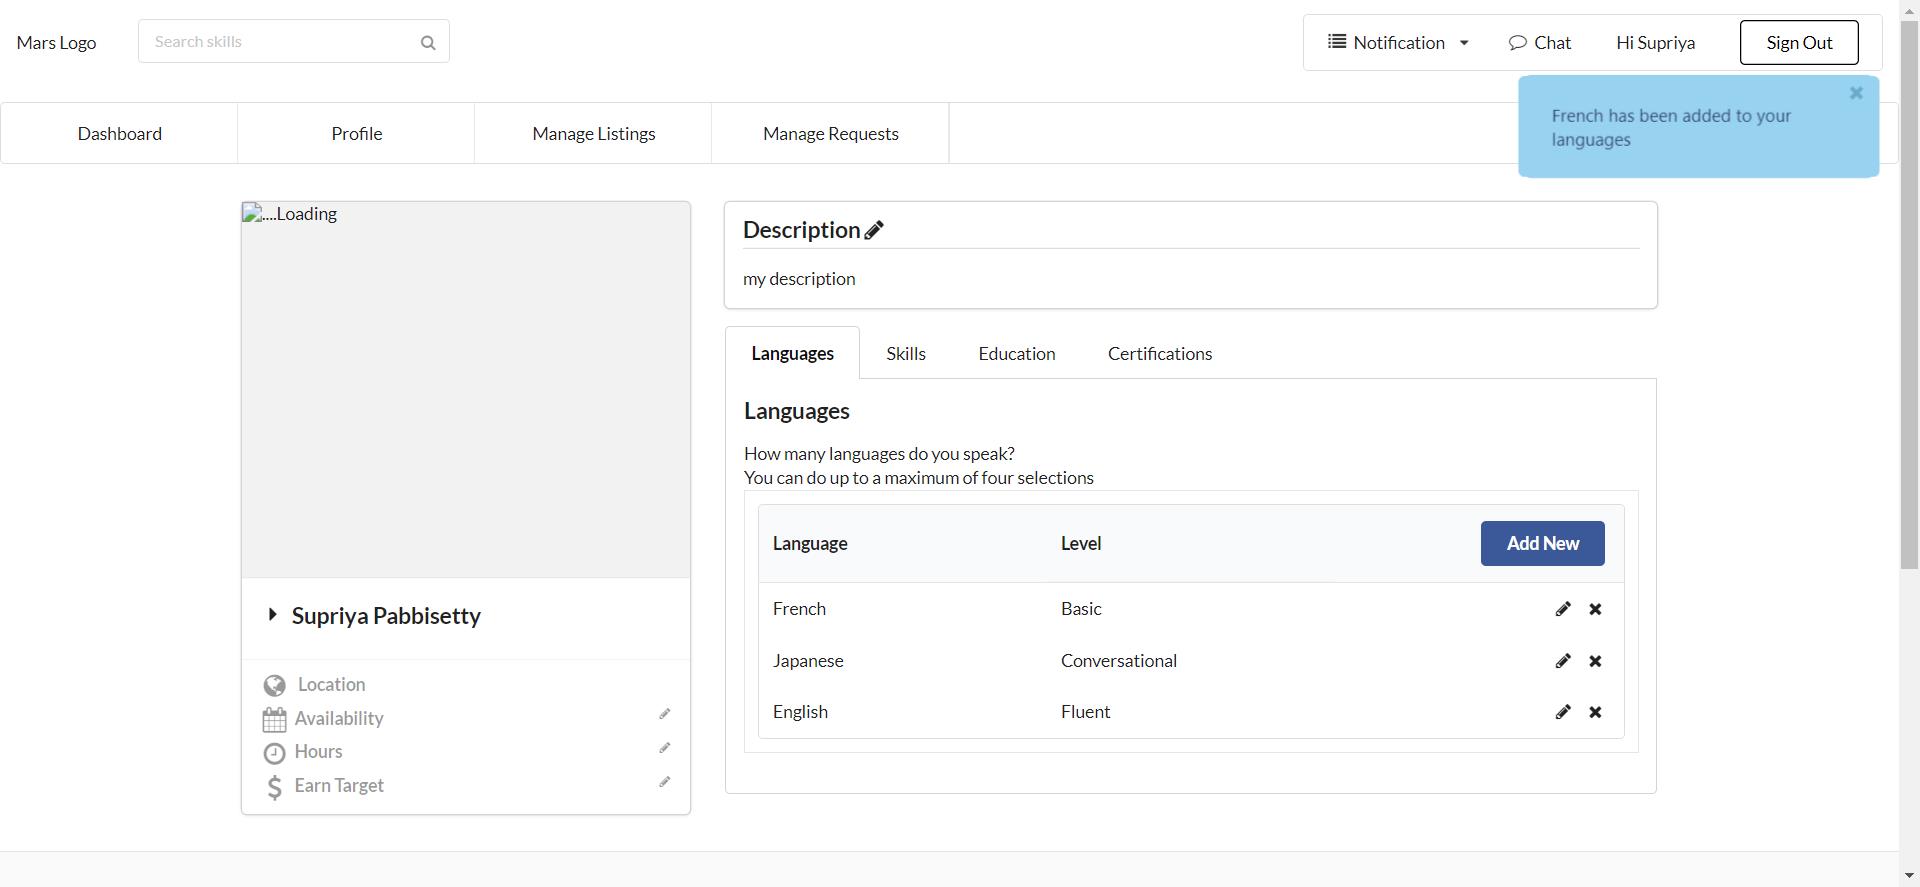 Mars Logo
Search skills
Notification
Chat
Hi Supriya
Sign Out
French has been added to your
languages
Dashboard
Profile
Manage Listings
Manage Requests
....Loading
Supriya Pabbisetty
Location
Availability
Hours
Earn Target
Description
my description
Languages
Skills
Education
Certifications
Languages
How many languages do you speak?
You can do up to a maximum of four selections
Language Level Add New
French Basic
Japanese Conversational
English Fluent